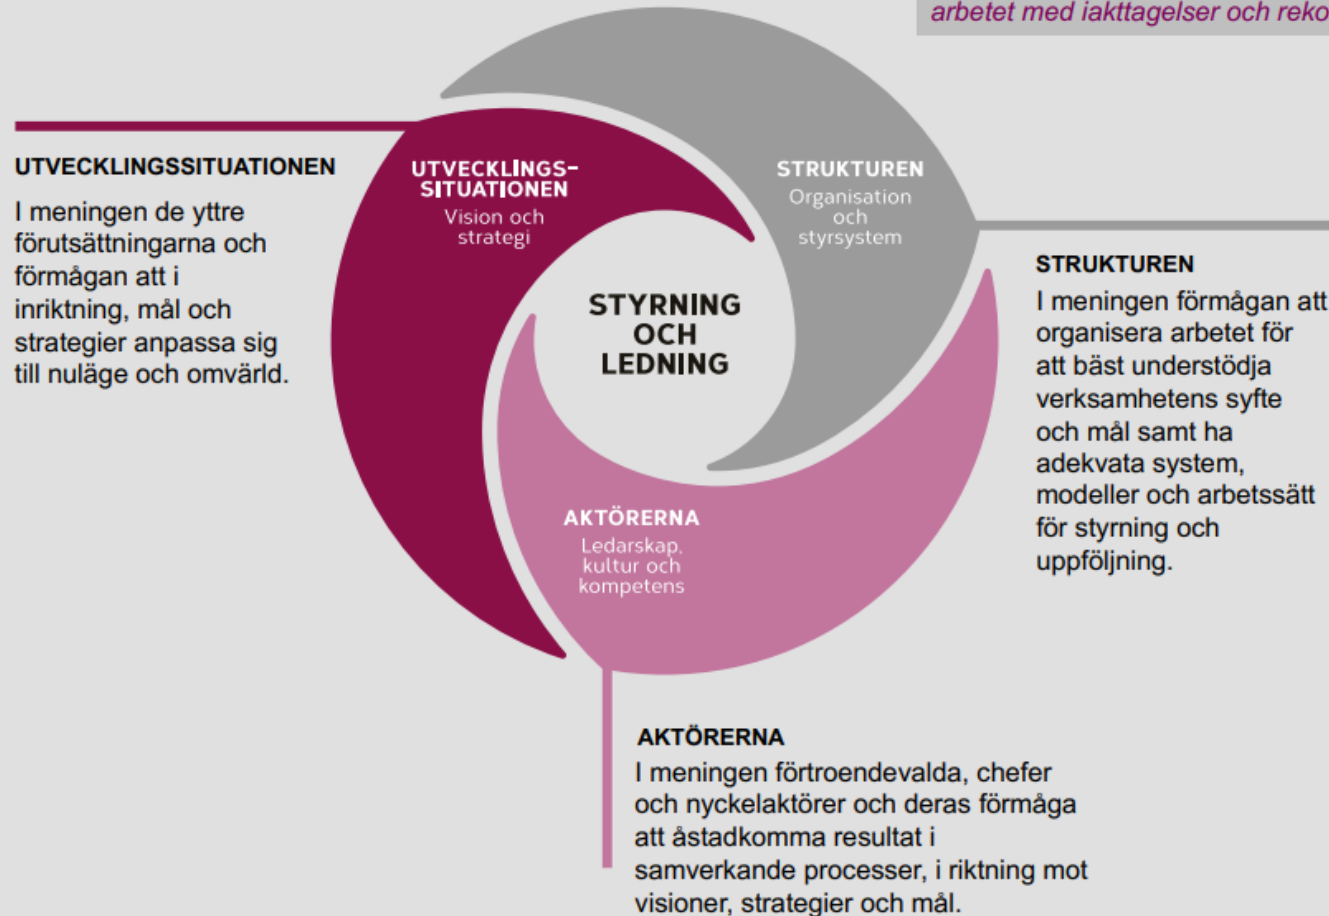 arbetet med iakttagelser och reko
UTVECKLINGSSITUATIONEN
I meningen de yttre
förutsättningarna och
förmågan att i
inriktning, mål och
strategier anpassa sig
till nuläge och omvärld.
UTVECKLINGS-
SITUATIONEN
Vision och
strategi
STRUKTUREN
Organisation
och
styrsystem
STYRNING
OCH
LEDNING
AKTÖRERNA
Ledarskap,
kultur och
kompetens
STRUKTUREN
I meningen förmågan att
organisera arbetet för
att bäst understödja
verksamhetens syfte
och mål samt ha
adekvata system,
modeller och arbetssätt
för styrning och
uppföljning.
AKTÖRERNA
I meningen förtroendevalda, chefer
och nyckelaktörer och deras förmåga
att åstadkomma resultat i
samverkande processer, i riktning mot
visioner, strategier och mål.